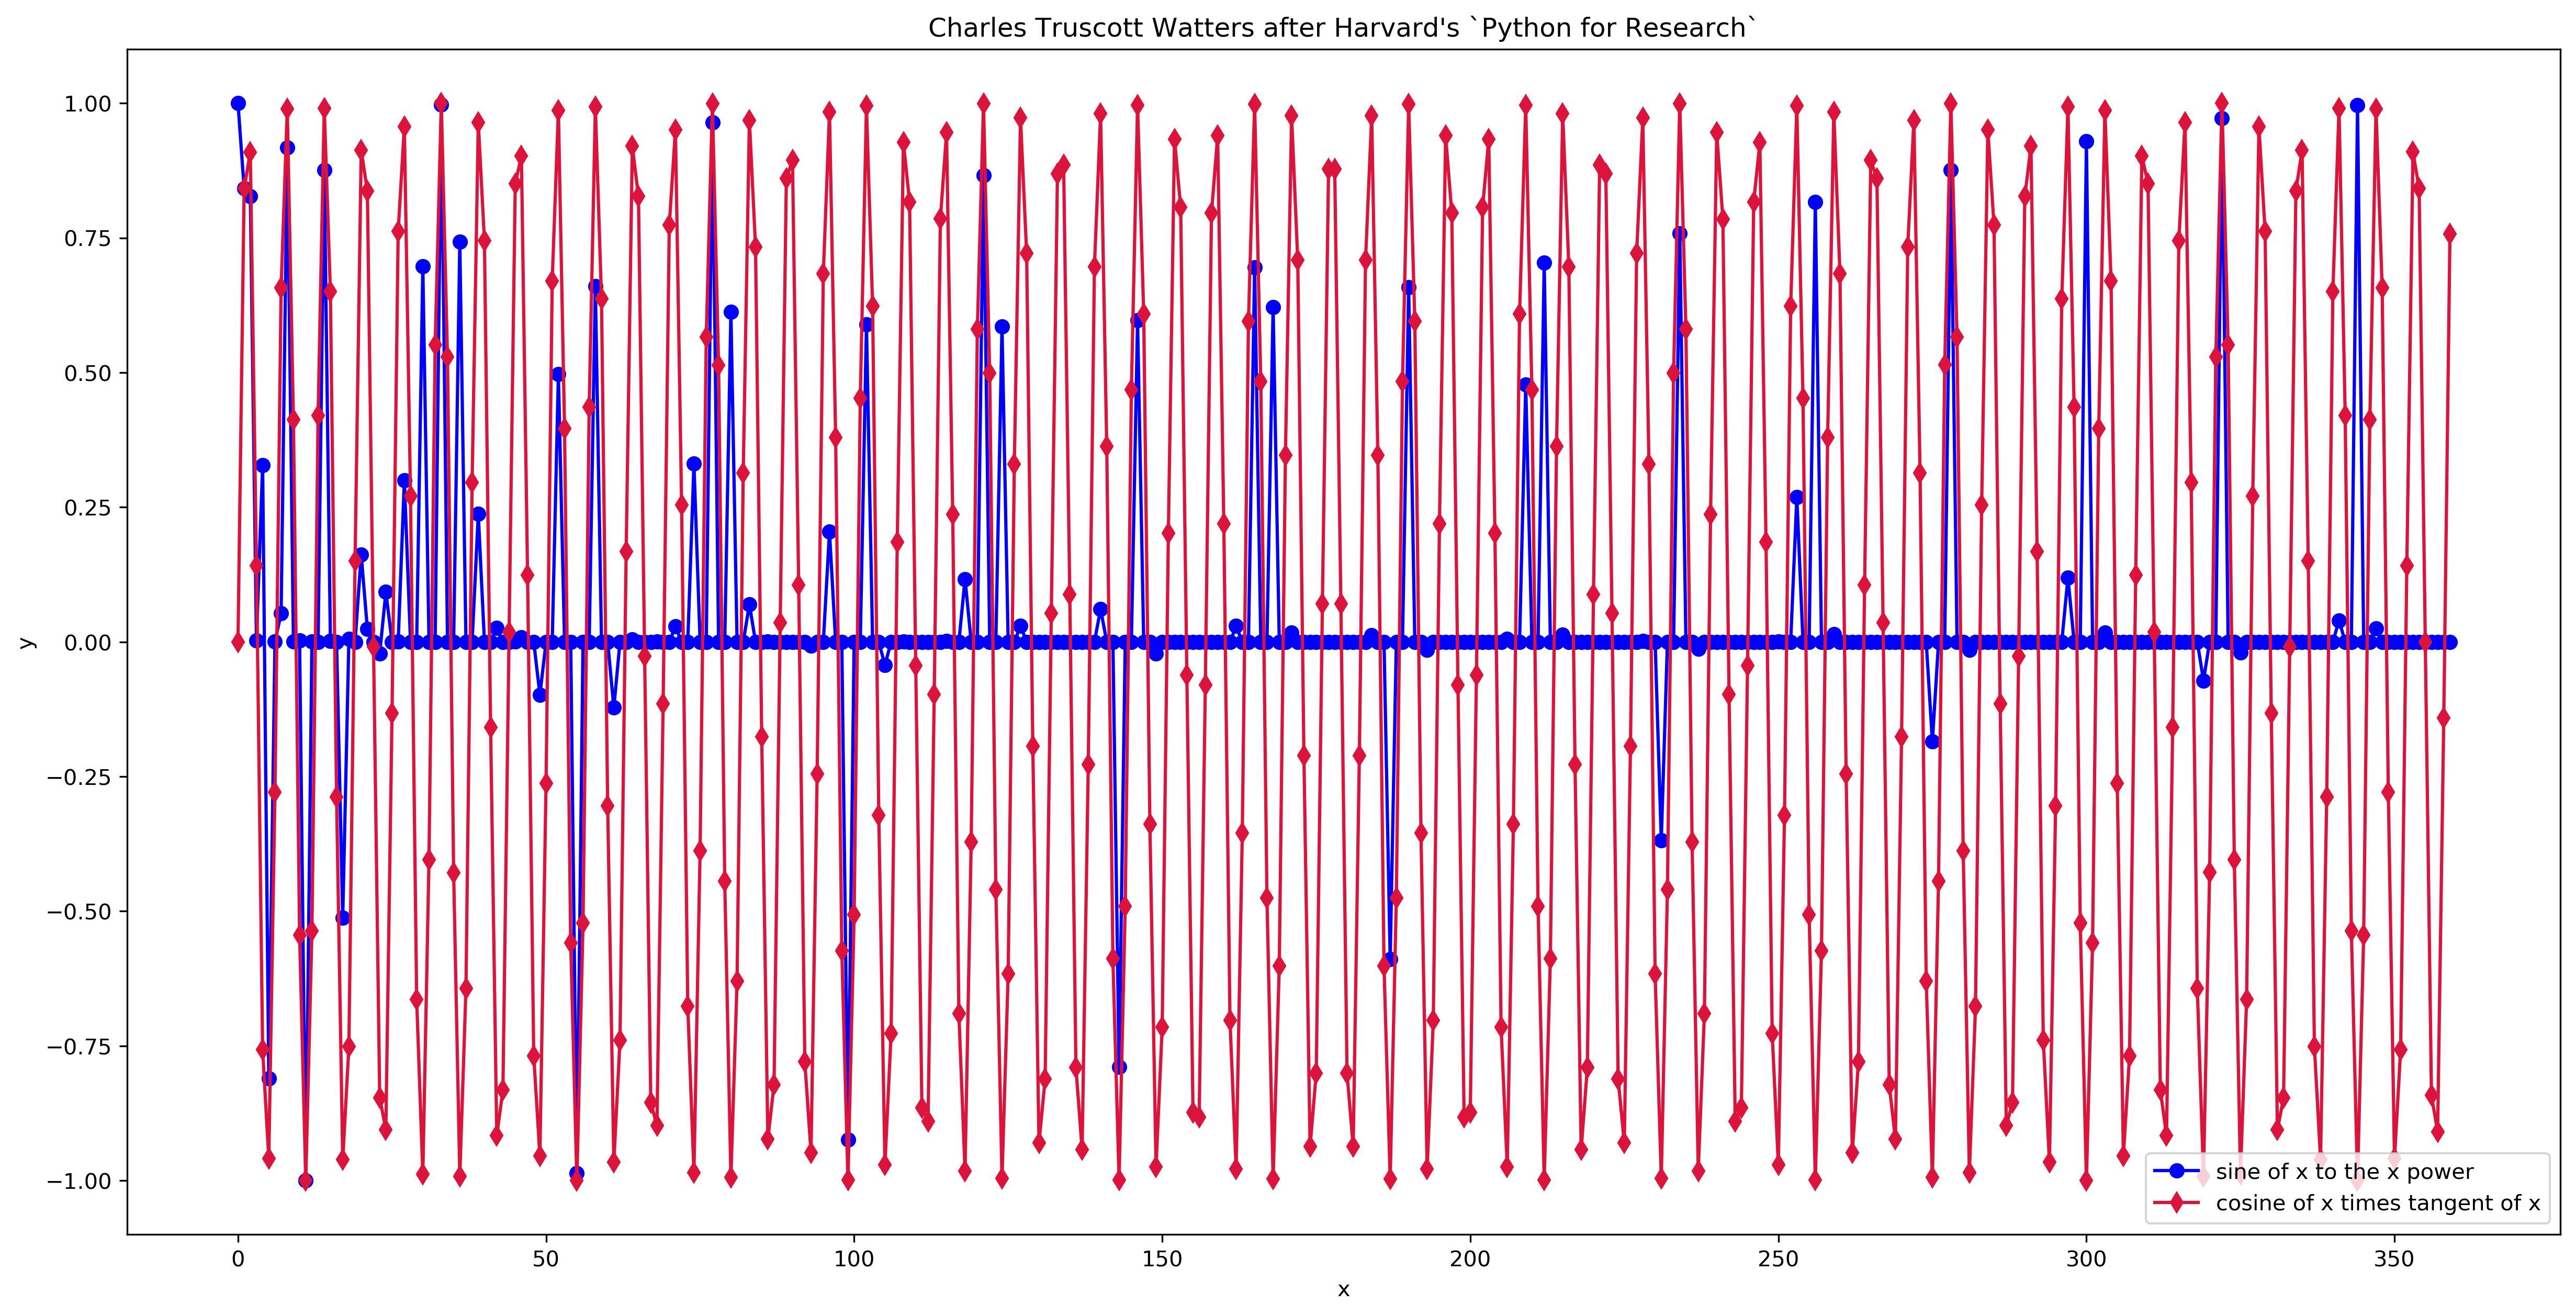 Charles Truscott Watters after Harvard's `Python for Research`
1.00
0.75
0.50
0.25
0.00
−0.25
−0.50
−0.75
−1.00
y
0 50 100 150 200 250 300 350
x
sine of x to the x power
cosine of x times tangent of x